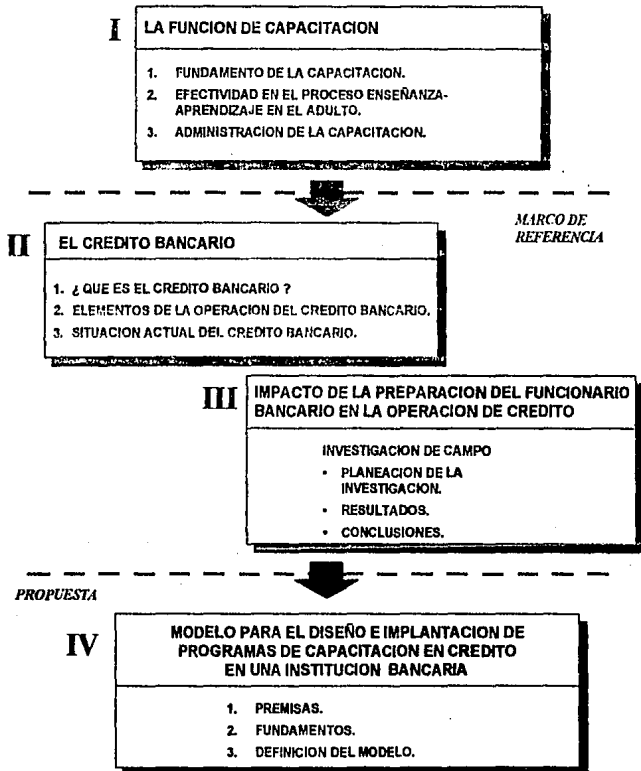 I LA FUNCION DE CAPACITACION
1. FUNDAMENTO DE LA CAPACITACION.
2. EFECTIVIDAD EN EL PROCESO ENSEÑANZA-
APRENDIZAJE EN EL ADULTO.
3. ADMINISTRACION DE LA CAPACITACION.
MARCO DE
REFERENCIA
II EL CREDITO BANCARIO
1. ¿ QUE ES EL CREDITO BANCARIO ?
2. ELEMENTOS DE LA OPERACION DEL CREDITO BANCARIO.
3. SITUACION ACTUAL DEL CREDITO BANCARIO.
III IMPACTO DE LA PREPARACION DEL FUNCIONARIO
BANCARIO EN LA OPERACION DE CREDITO
INVESTIGACION DE CAMPO
• PLANEACION DE LA
INVESTIGACION.
• RESULTADOS.
• CONCLUSIONES.
PROPUESTA
IV MODELO PARA EL DISEÑO E IMPLANTACION DE
PROGRAMAS DE CAPACITACION EN CREDITO
EN UNA INSTITUCION BANCARIA
1. PREMISAS.
2. FUNDAMENTOS.
3. DEFINICION DEL MODELO.